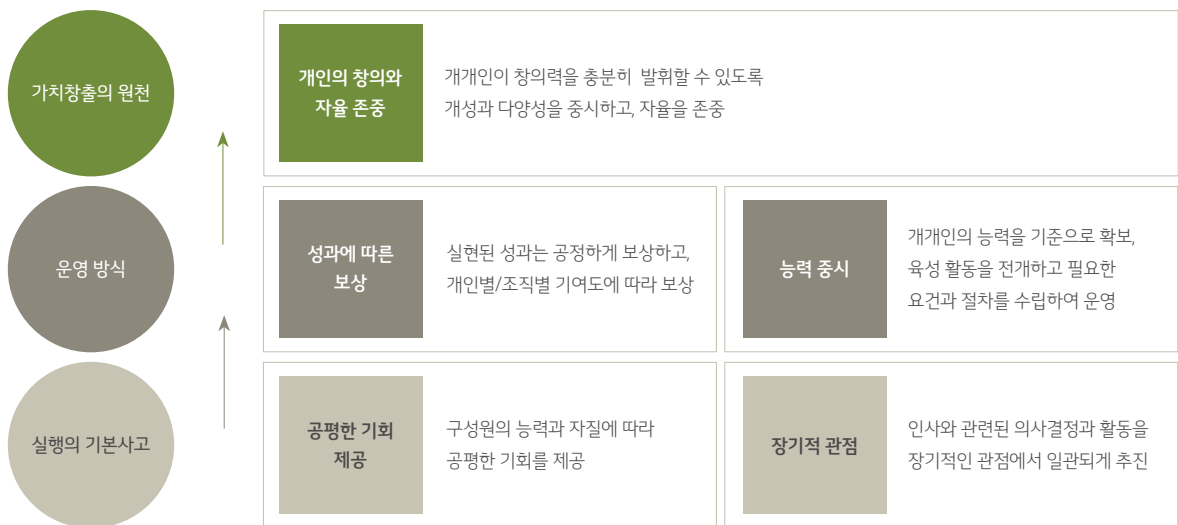 가치창출의 원천
개인의 창의와
자율 존중
개개인이 창의력을 충분히 발휘할 수 있도록
개성과 다양성을 중시하고, 자율을 존중
운영 방식
성과에 따른
보상
실현된 성과는 공정하게 보상하고,
개인별/조직별 기여도에 따라 보상
능력 중시
개개인의 능력을 기준으로 확보,
육성 활동을 전개하고 필요한
요건과 절차를 수립하여 운영
실행의 기본사고
공평한 기회
제공
구성원의 능력과 자질에 따라
공평한 기회를 제공
장기적 관점
인사와 관련된 의사결정과 활동을
장기적인 관점에서 일관되게 추진